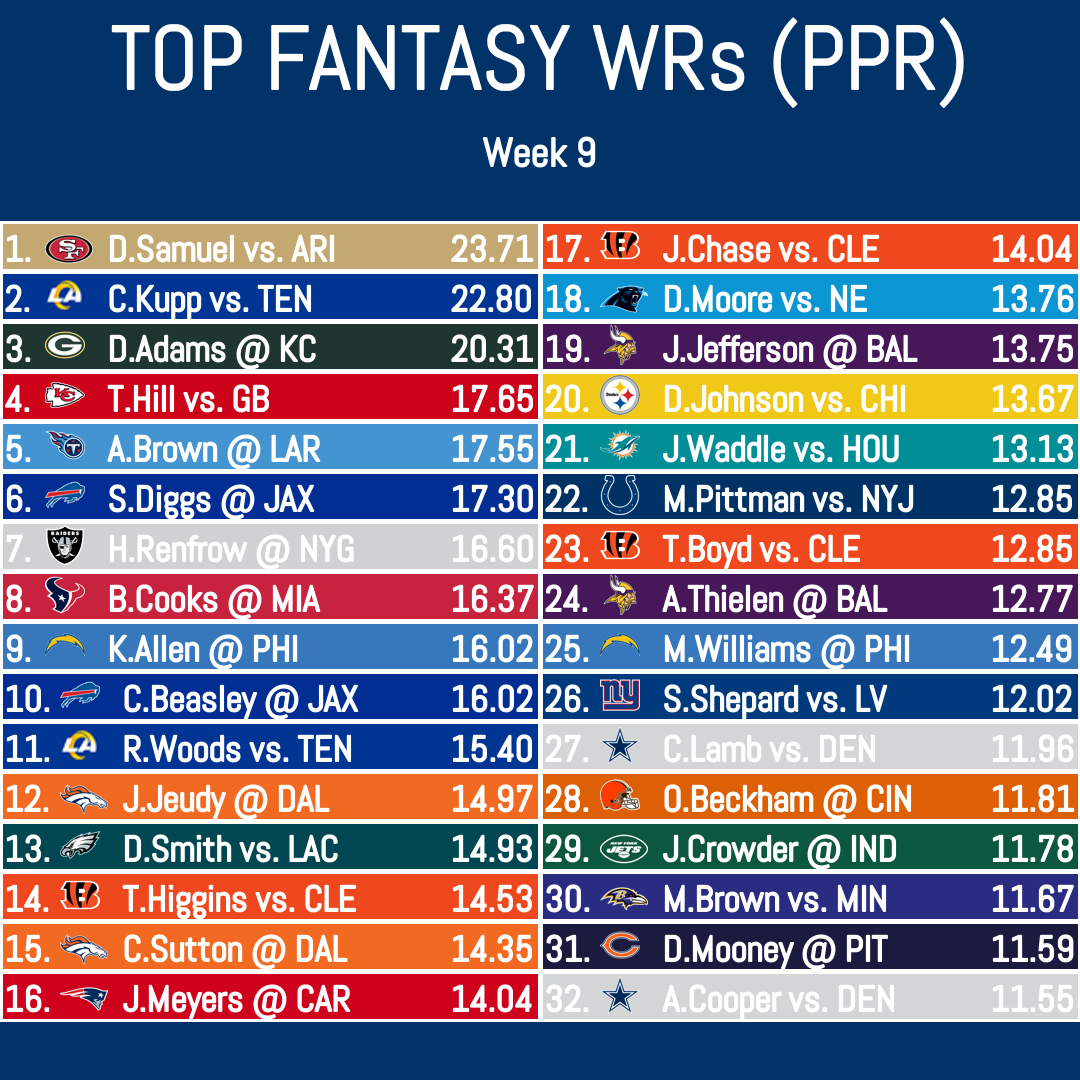 TOP FANTASY WRs (PPR)
Week 9
1. D.Samuel vs. ARI 23.71
2. C.Kupp vs. TEN 22.80
3. D.Adams @ KC 20.31
4. T.Hill vs. GB 17.65
5. A.Brown @ LAR 17.55
6. S.Diggs @ JAX 17.30
7. RAIDERS H.Renfrow @ NYG 16.60
8. B.Cooks @ MIA 16.37
9. K.Allen @ PHI 16.02
10. C.Beasley @ JAX 16.02
11. R.Woods vs. TEN 15.40
12. J.Jeudy @ DAL 14.97
13. D.Smith vs. LAC 14.93
14. T.Higgins vs. CLE 14.53
15. C.Sutton @ DAL 14.35
16. J.Meyers @ CAR 14.04
17. J.Chase vs. CLE 14.04
18. D.Moore vs. NE 13.76
19. J.Jefferson @ BAL 13.75
20. D.Johnson vs. CHI 13.67
21. J.Waddle vs. HOU 13.13
22. M.Pittman vs. NYJ 12.85
23. T.Boyd vs. CLE 12.85
24. A.Thielen @ BAL 12.77
25. M.Williams @ PHI 12.49
26. ny S.Shepard vs. LV 12.02
27. C.Lamb vs. DEN 11.96
28. O.Beckham @ CIN 11.81
29. NEW YORK JETS J.Crowder @ IND 11.78
30. M.Brown vs. MIN 11.67
31. D.Mooney @ PIT 11.59
32. A.Cooper vs. DEN 11.55